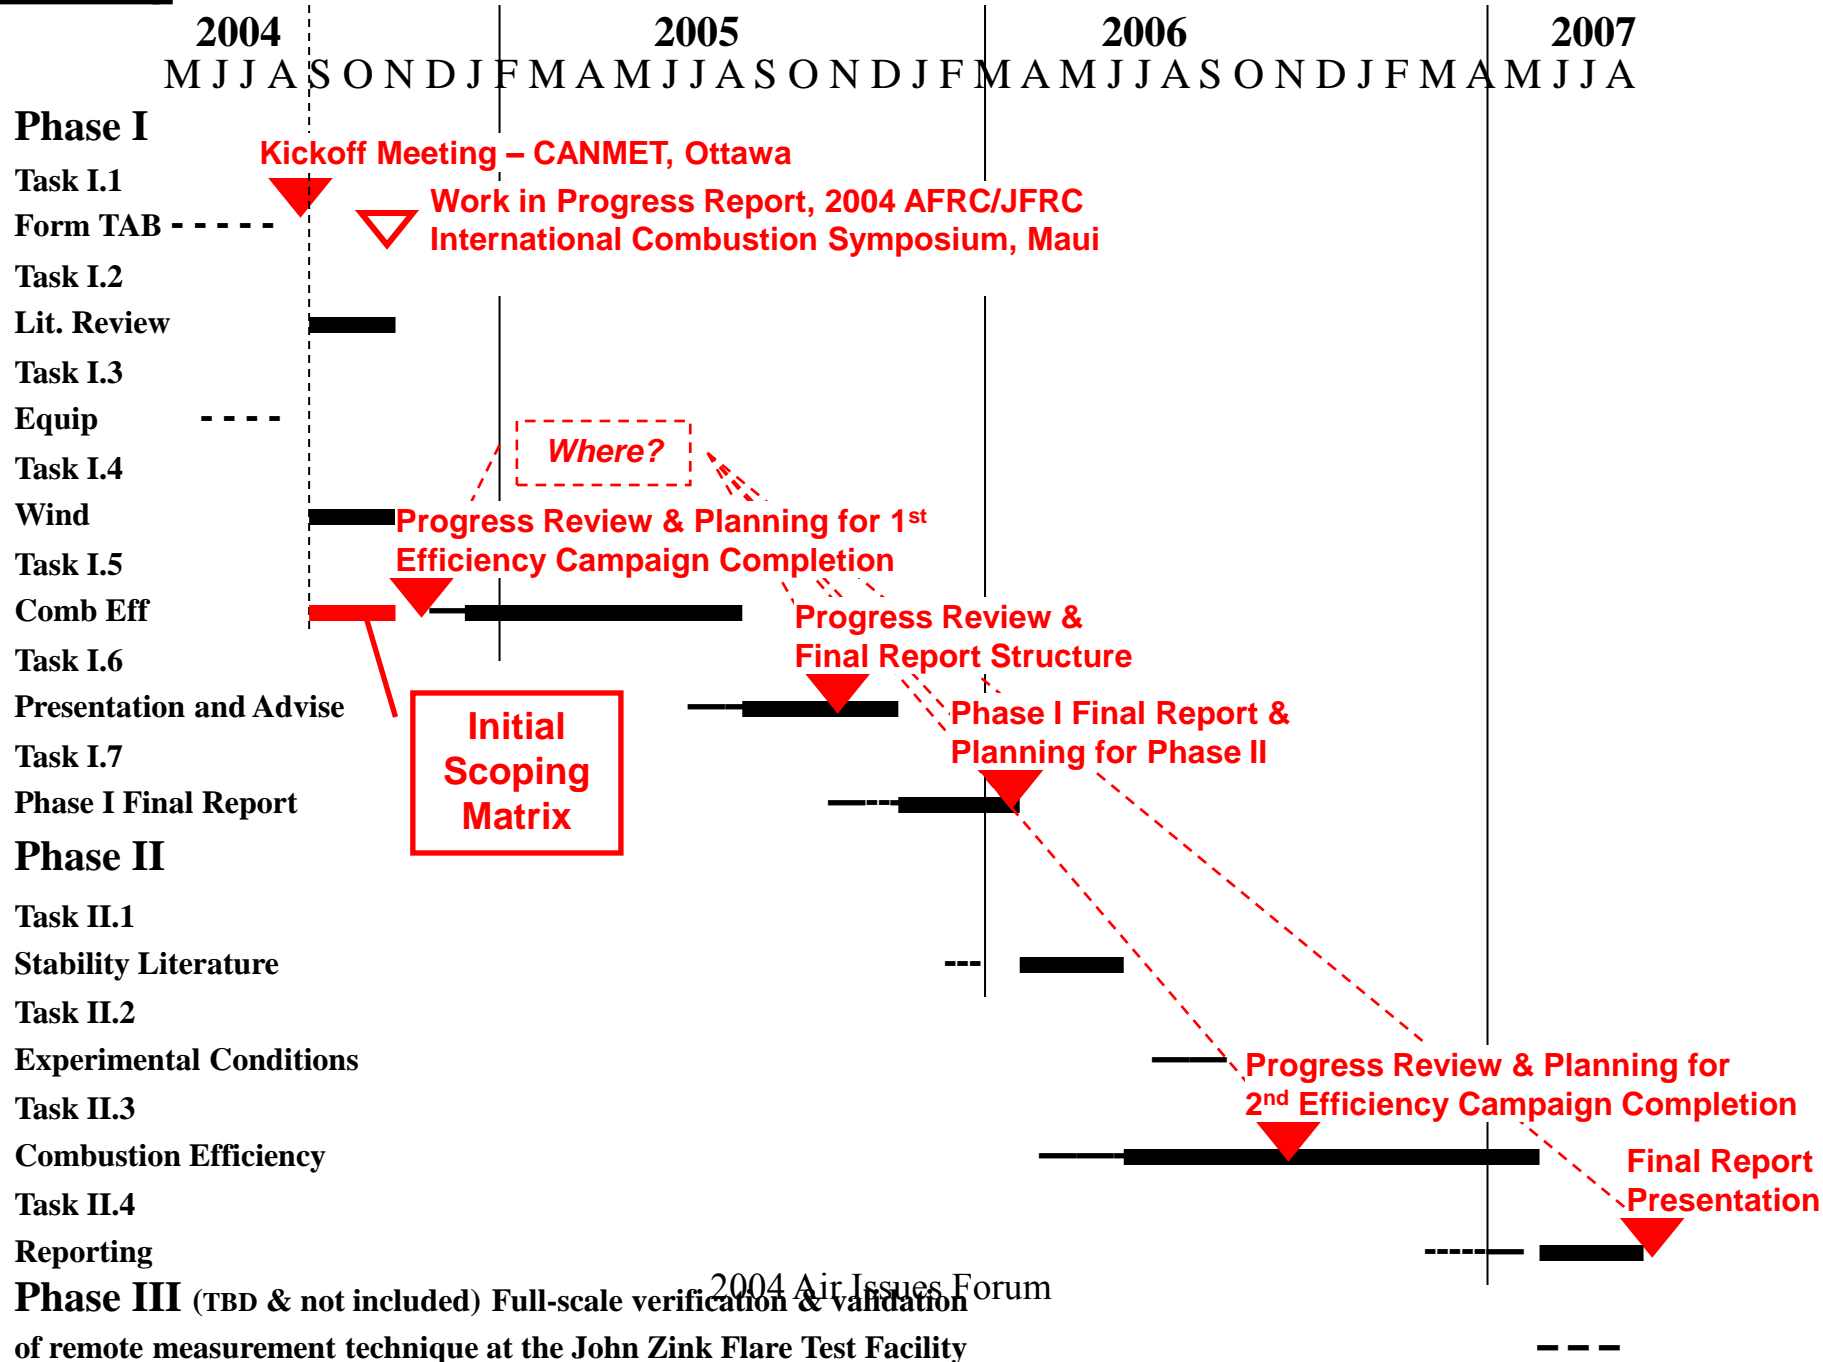 2004 2005 2006 2007
M J J A S O N D J F M A M J J A S O N D J F M A M J J A S O N D J F M A M J J A
Phase I
Kickoff Meeting – CANMET, Ottawa
Task I.1
Work in Progress Report, 2004 AFRC/JFRC
Form TAB
International Combustion Symposium, Maui
Task I.2
Lit. Review
Task I.3
Equip
Where?
Task I.4
Wind
Progress Review & Planning for 1st
Efficiency Campaign Completion
Task I.5
Comb Eff
Progress Review &
Final Report Structure
Task I.6
Presentation and Advise
Initial
Scoping
Matrix
Phase I Final Report &
Planning for Phase II
Task I.7
Phase I Final Report
Phase II
Task II.1
Stability Literature
Task II.2
Experimental Conditions
Progress Review & Planning for
2nd Efficiency Campaign Completion
Task II.3
Combustion Efficiency
Final Report
Presentation
Task II.4
Reporting
2004 Air Issues Forum
Phase III (TBD & not included) Full-scale verification & validation
of remote measurement technique at the John Zink Flare Test Facility